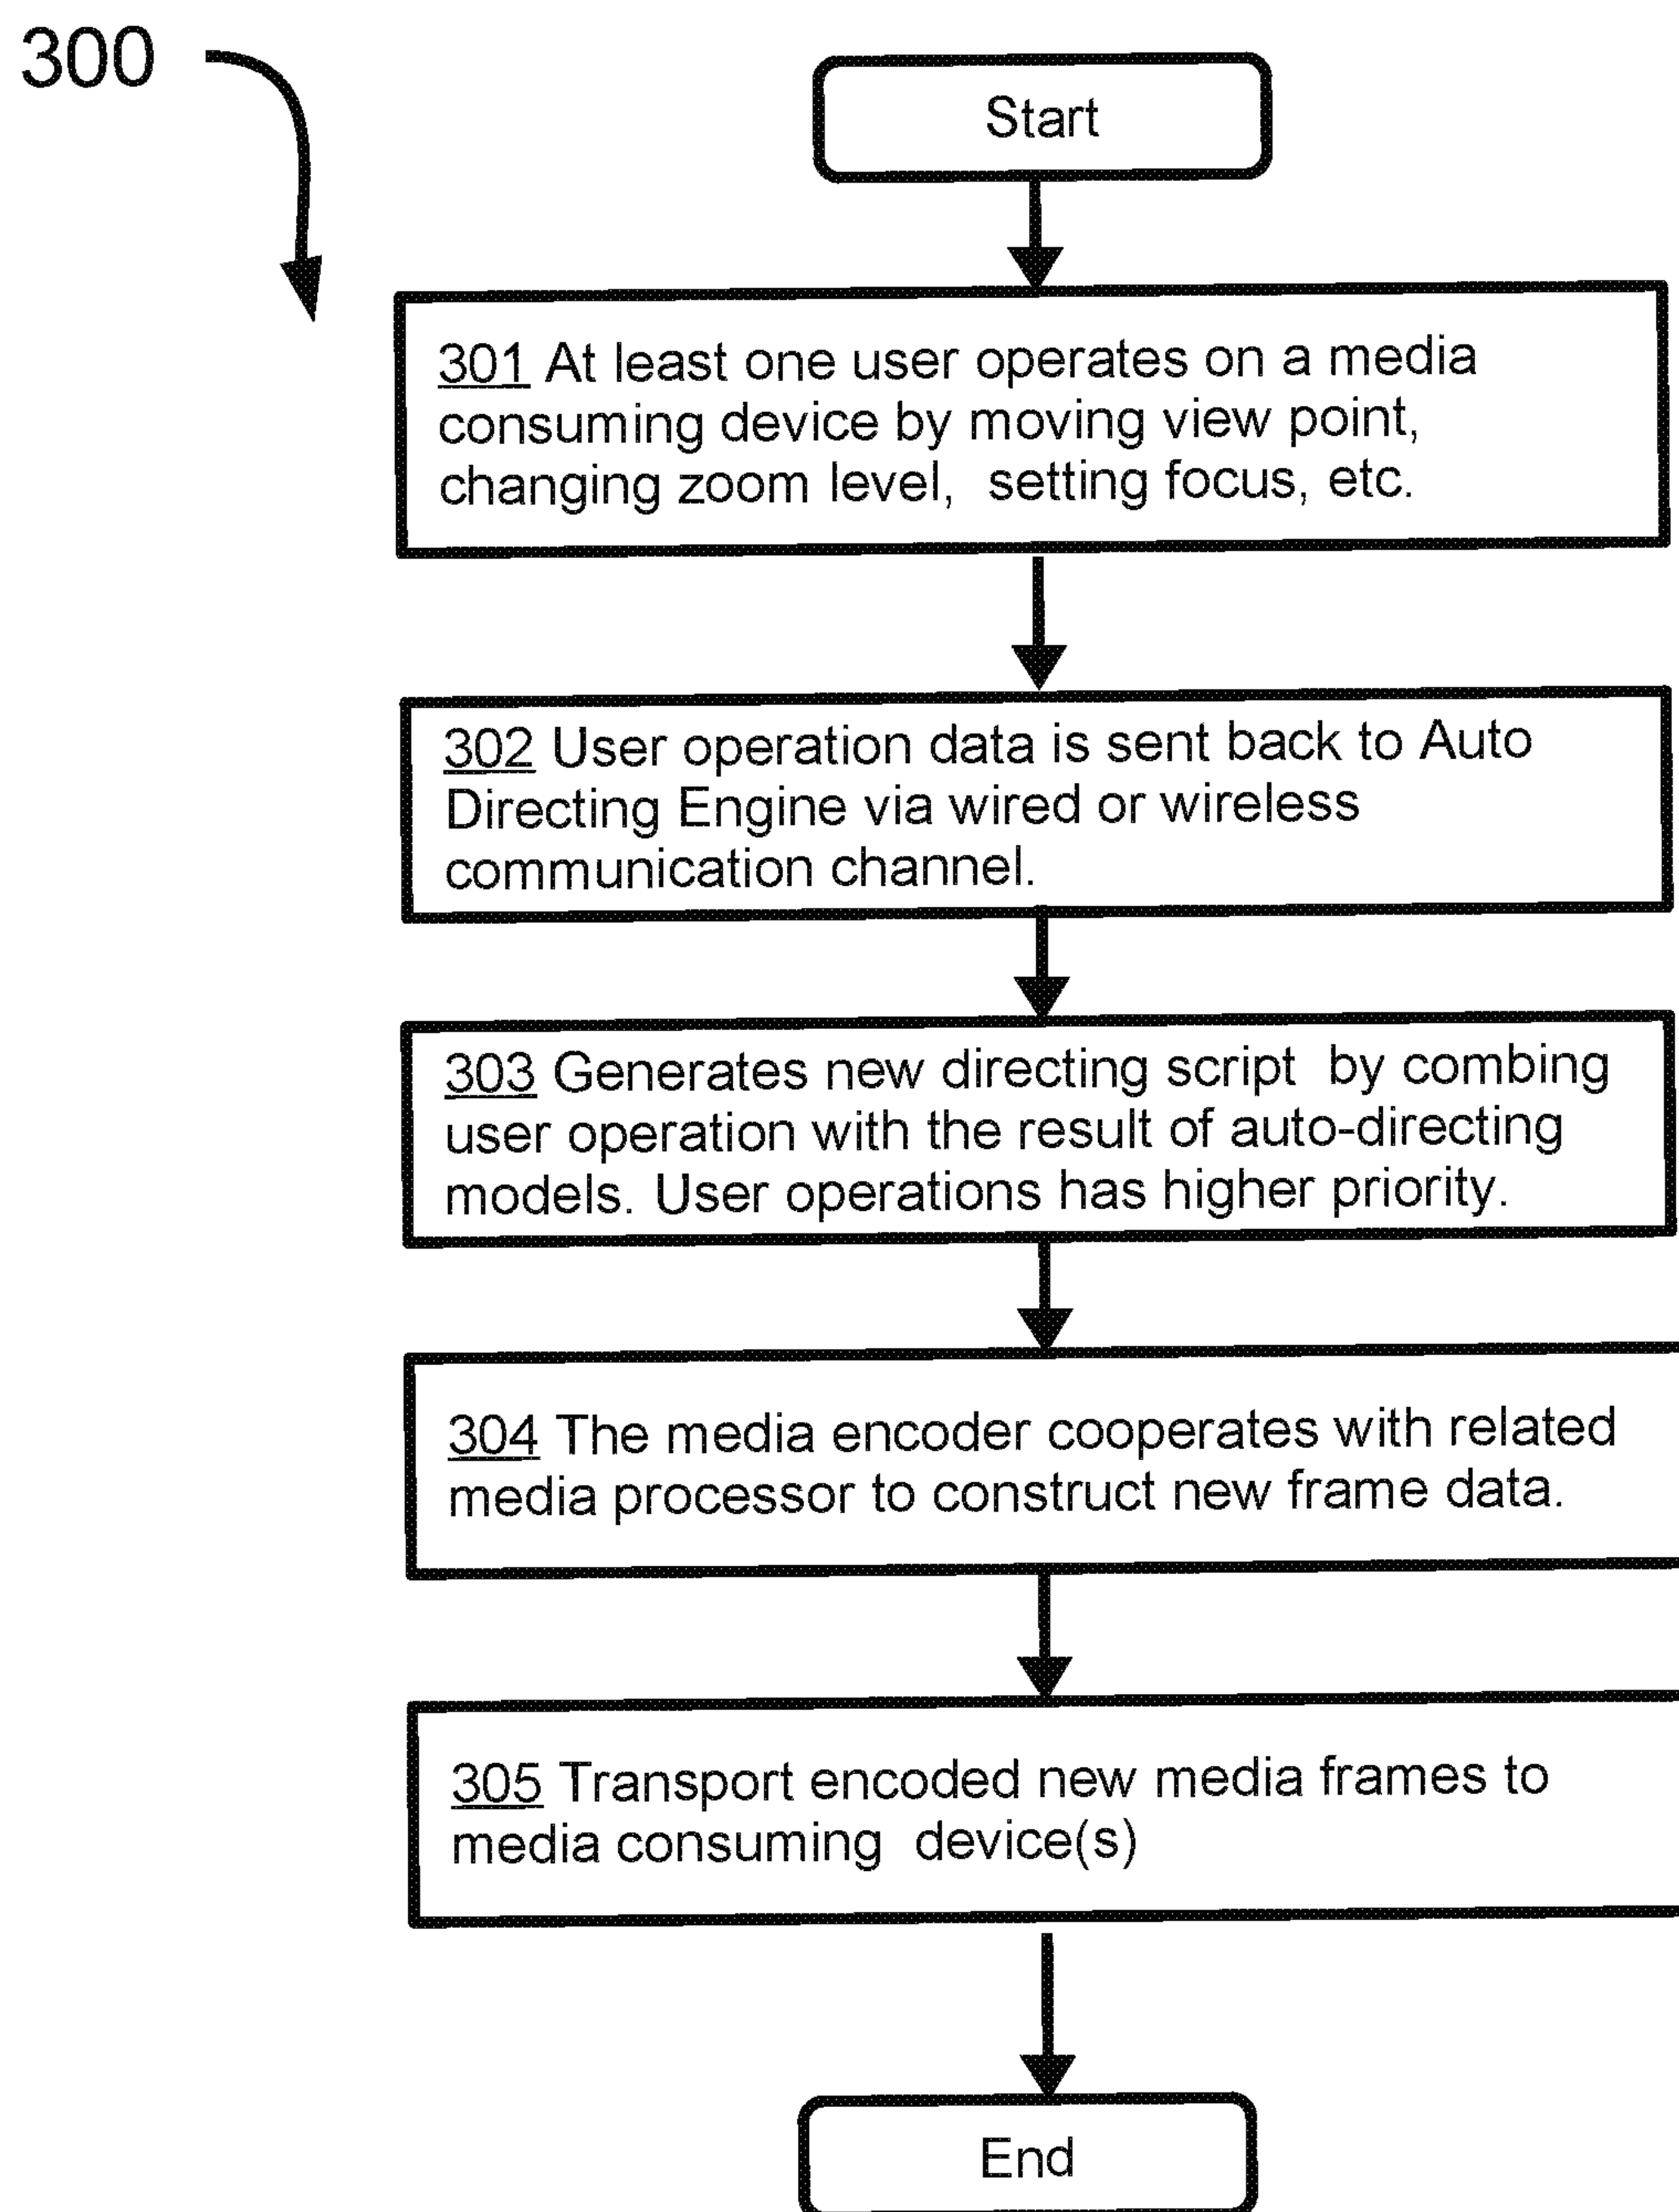 300
Start
301 At least one user operates on a media
consuming device by moving view point,
changing zoom level, setting focus, etc.
302 User operation data is sent back to Auto
Directing Engine via wired or wireless
communication channel.
303 Generates new directing script by combing
user operation with the result of auto-directing
models. User operations has higher priority.
304 The media encoder cooperates with related
media processor to construct new frame data.
305 Transport encoded new media frames to
media consuming device(s)
End